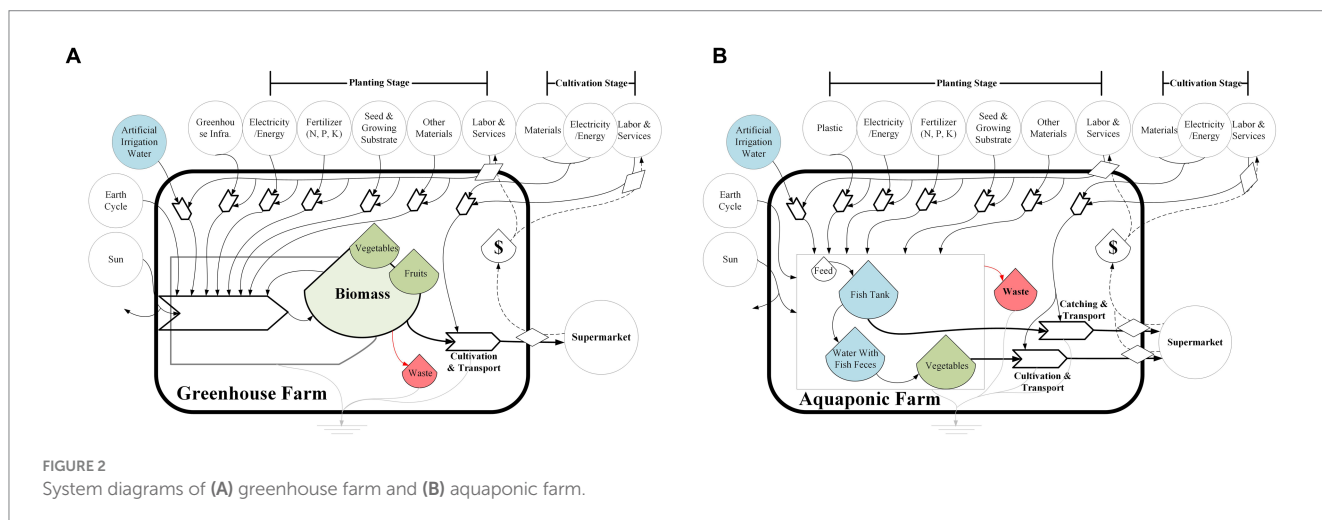 A
Planting Stage
Cultivation Stage
Artificial
Irrigation
Water
Greenhou
se Infra.
Electricity
/Energy
Fertilizer
(N, P, K)
Seed &
Growing
Substrate
Other
Materials
Labor &
Services
Materials
Electricity
/Energy
Labor &
Services
Earth
Cycle
Sun
Vegetables
Fruits
Biomass
$
Waste
Cultivation
& Transport
Supermarket
Greenhouse Farm
B
Planting Stage
Cultivation Stage
Artificial
Irrigation
Water
Plastic
Electricity
/Energy
Fertilizer
(N, P, K)
Seed &
Growing
Substrate
Other
Materials
Labor &
Services
Materials
Electricity
/Energy
Labor &
Services
Earth
Cycle
Sun
Feed
Fish Tank
Waste
$
Catching &
Transport
Water With
Fish Feces
Vegetables
Cultivation &
Transport
Supermarket
Aquaponic Farm
FIGURE 2
System diagrams of (A) greenhouse farm and (B) aquaponic farm.